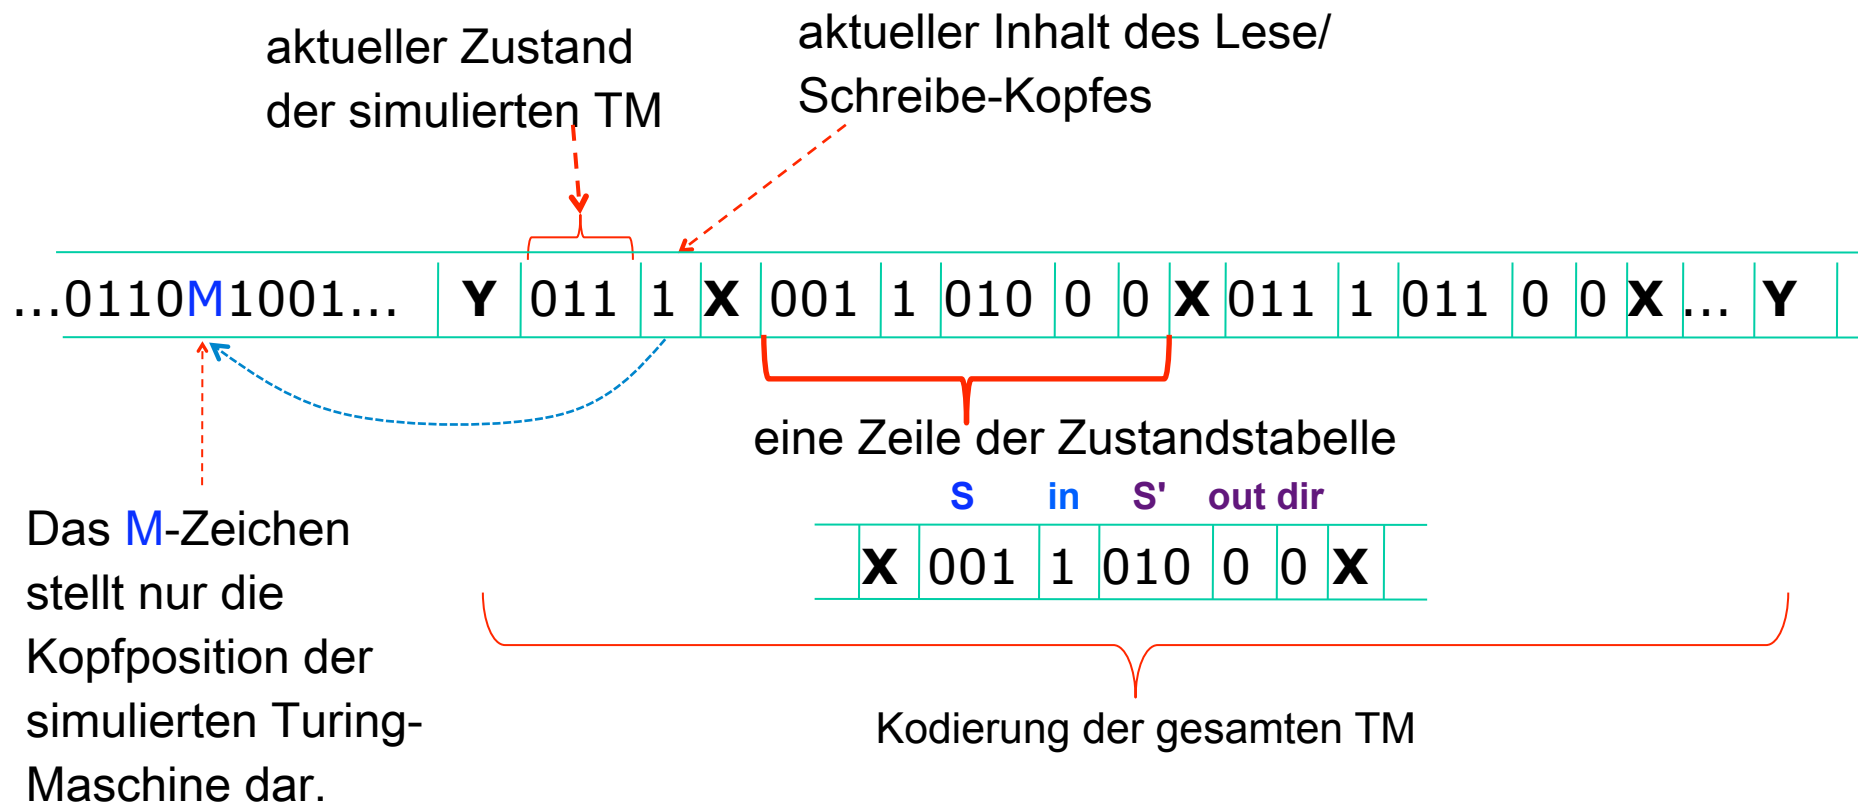 aktueller Zustand
der simulierten TM
aktueller Inhalt des Lese/
Schreibe-Kopfes
...0110M1001... Y 011 1 X 001 1 010 0 0 X 011 1 011 0 0 X ... Y
eine Zeile der Zustandstabelle
S in S' out dir
X 001 1 010 0 0 X
Das M-Zeichen
stellt nur die
Kopfposition der
simulierten Turing-
Maschine dar.
Kodierung der gesamten TM